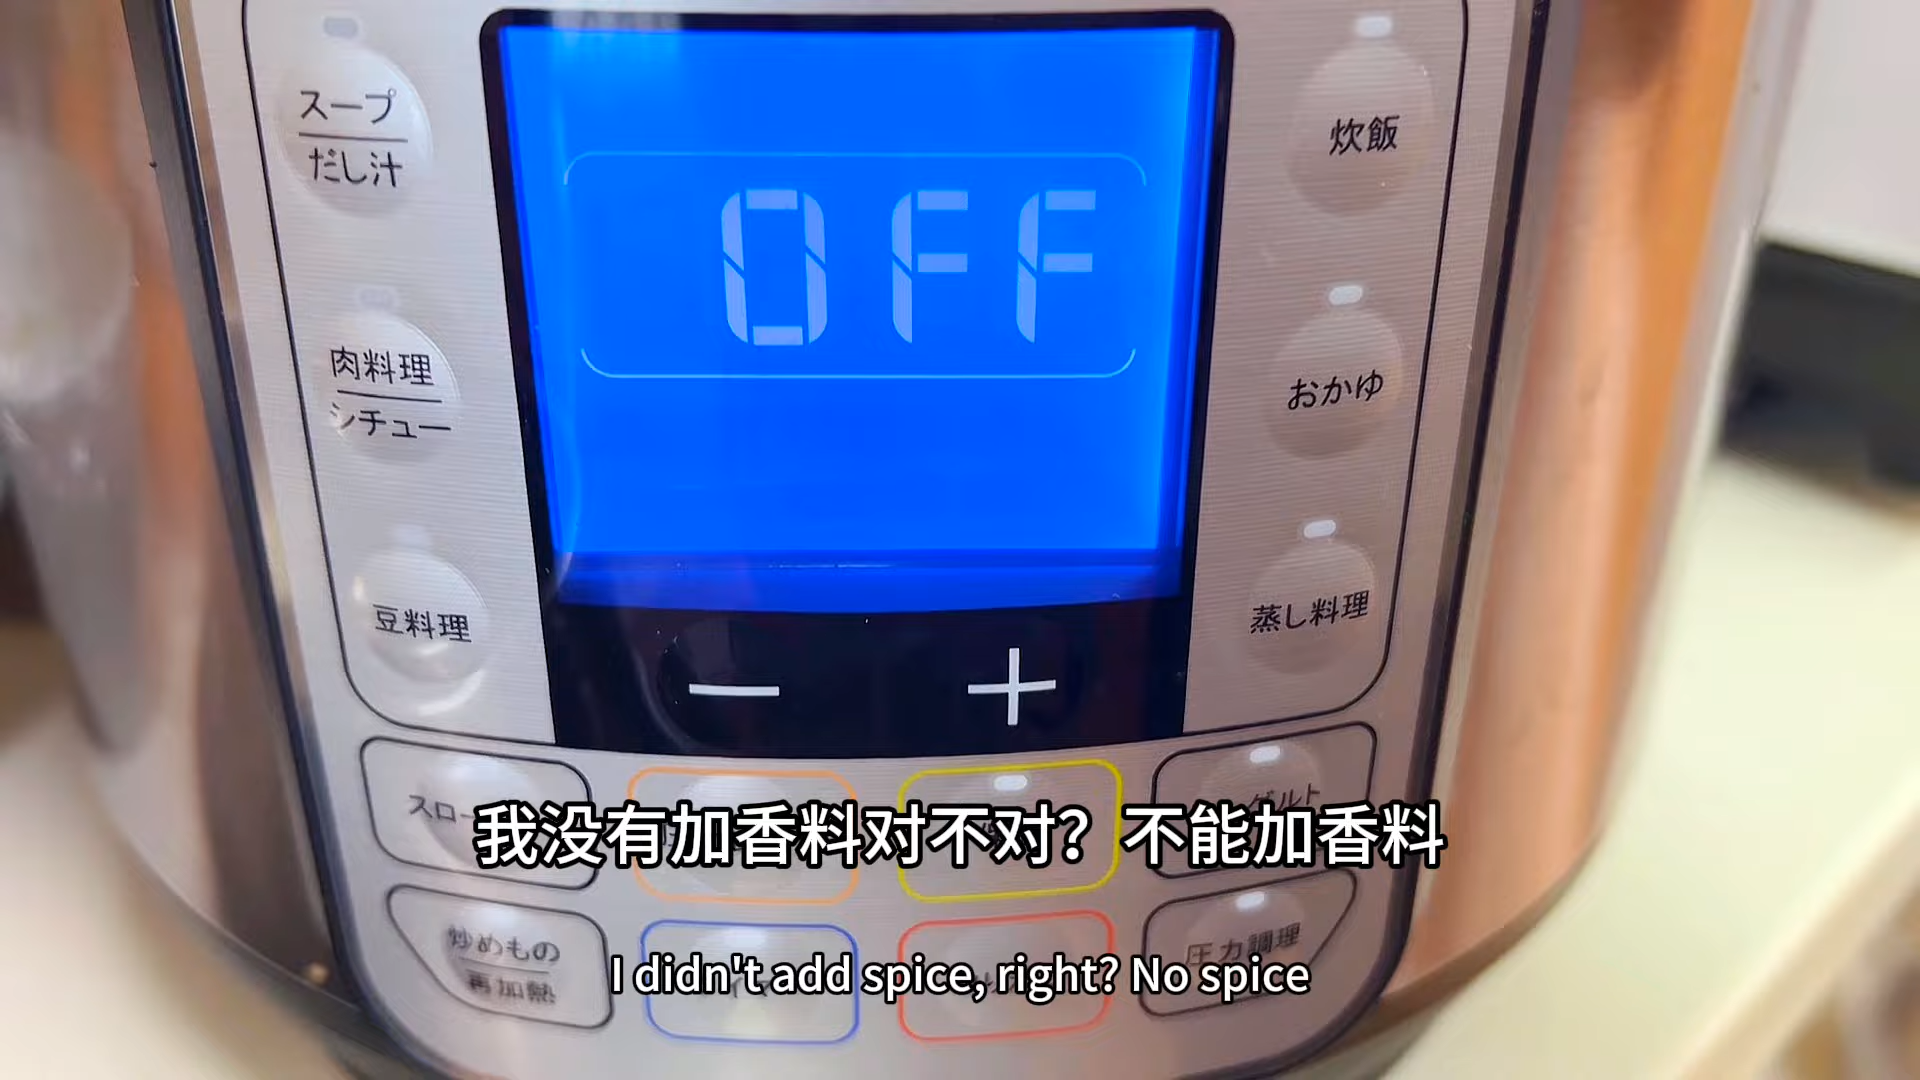 スープ
だし汁
OFF
炊飯
肉料理
シチュー
おかゆ
豆料理
蒸し料理
− +
我没有加香料对不对？不能加香料
炒めもの
再加熱
圧力調理
I didn't add spice, right? No spice